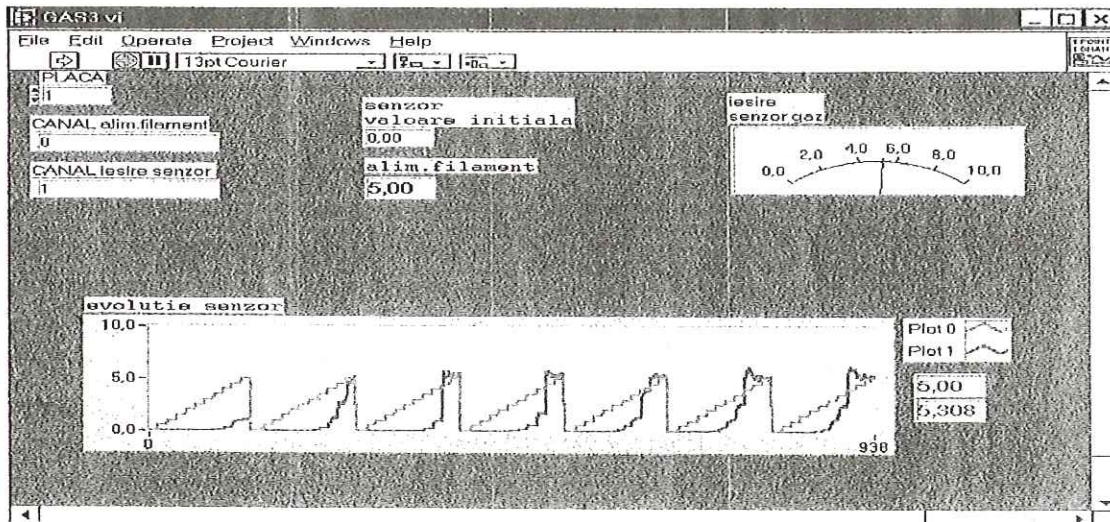 GAS3 vi
File Edit Operate Project Windows Help
13pt Courier
PLACA
1
CANAL alim.filament
0
CANAL iesire senzor
1
senzor
valoare initiala
0,00
alim.filament
5,00
iesire
senzor gaz
0,0 2,0 4,0 6,0 8,0 10,0
evolutie senzor
10,0
5,0
0,0
0
938
Plot 0
Plot 1
5,00
5,308